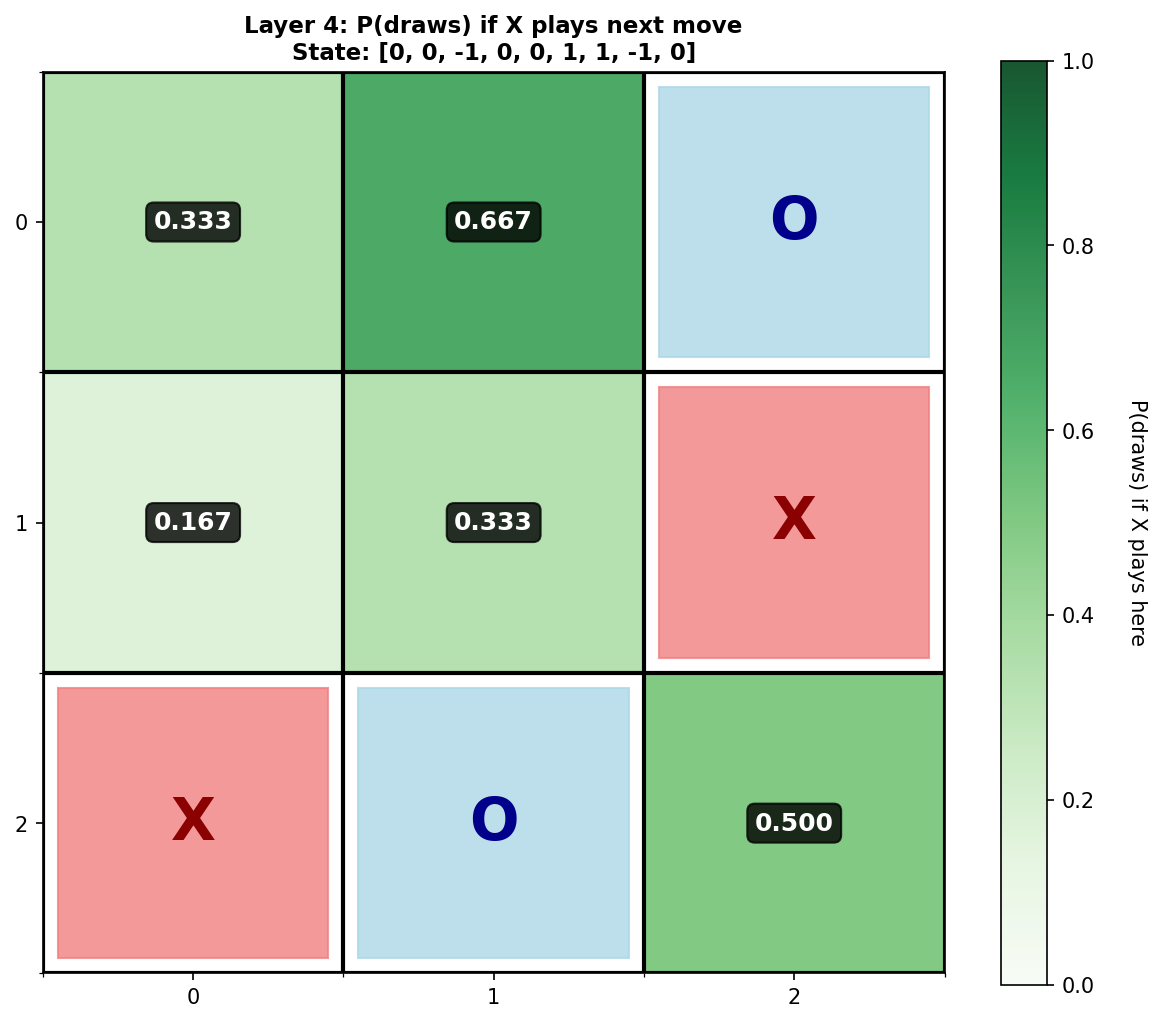 Layer 4: P(draws) if X plays next move
State: [0, 0, -1, 0, 0, 1, 1, -1, 0]
0
0.333
0.667
O
1
0.167
0.333
X
2
X
O
0.500
0
1
2
1.0
0.8
0.6
0.4
0.2
0.0
P(draws) if X plays here